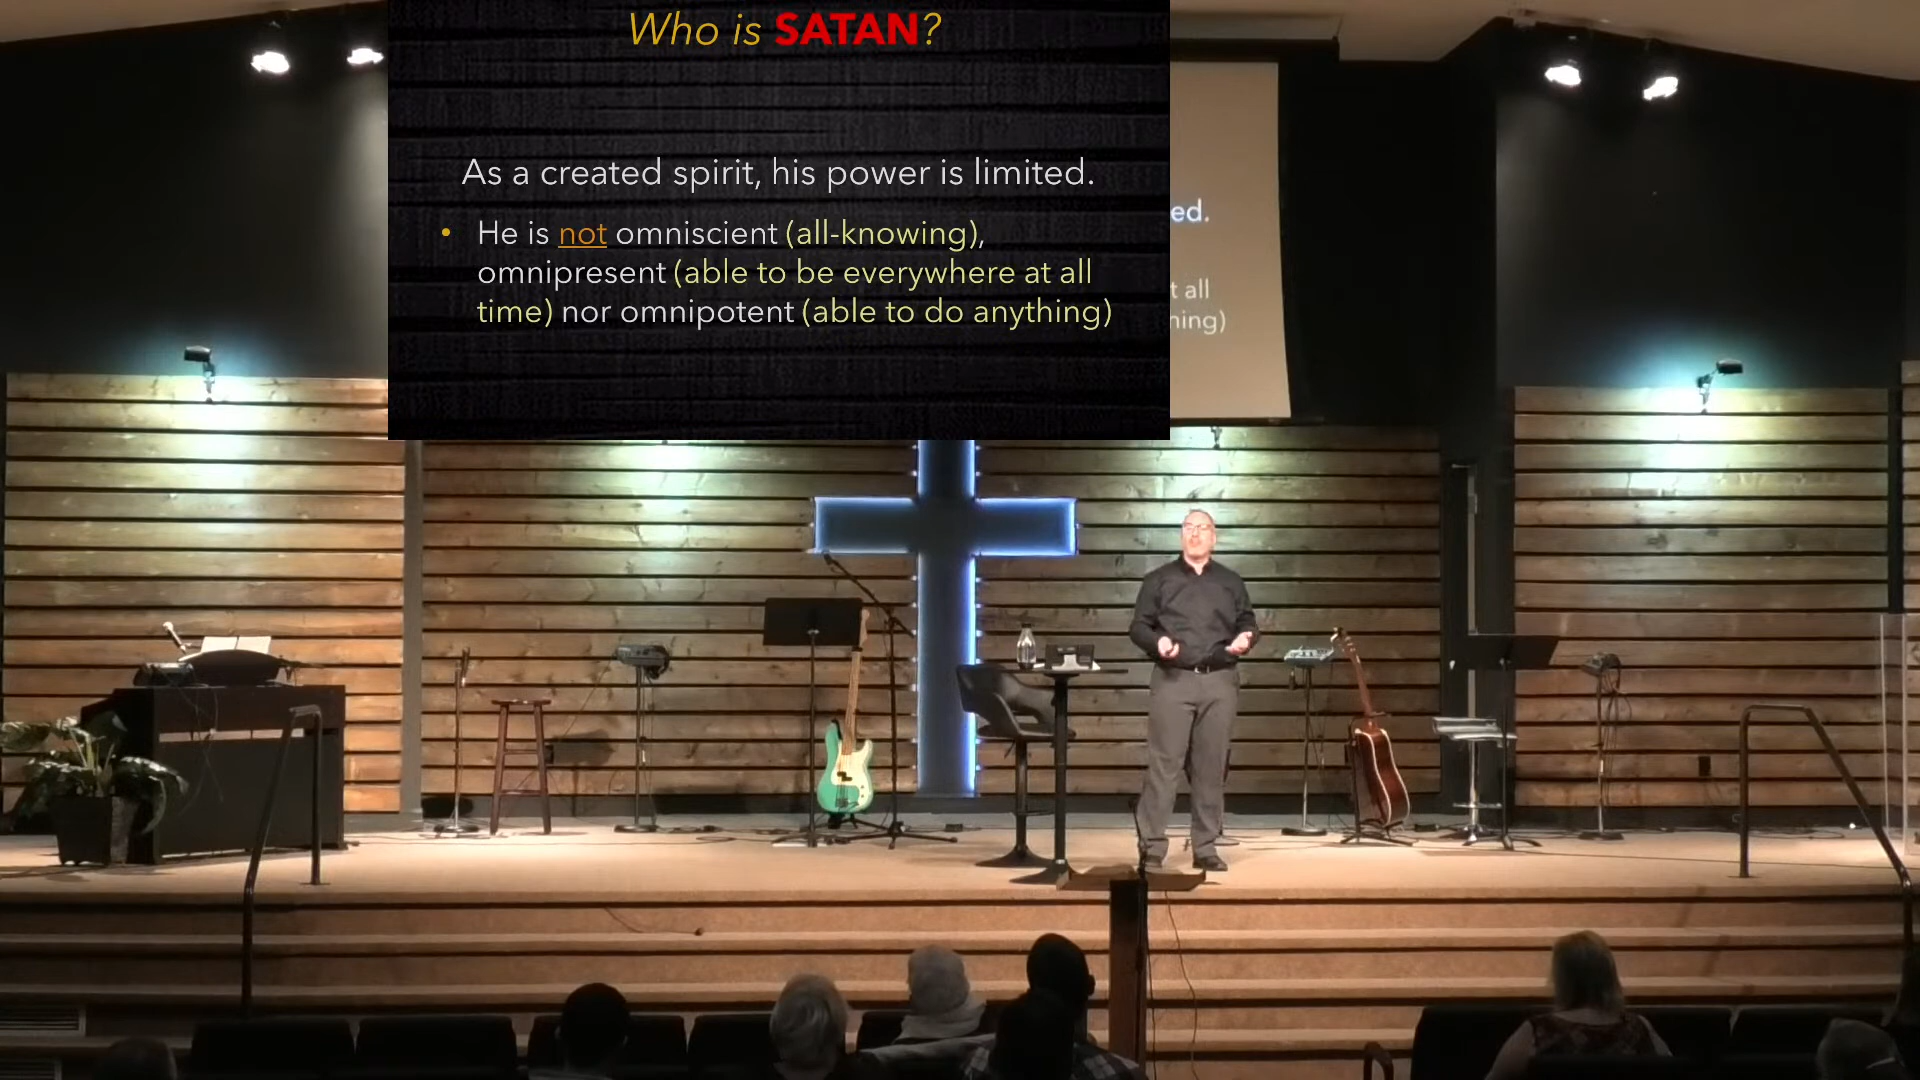 Who is SATAN?
As a created spirit, his power is limited.
• He is not omniscient (all-knowing),
omnipresent (able to be everywhere at all
time) nor omnipotent (able to do anything)
ed.
t all
hing)